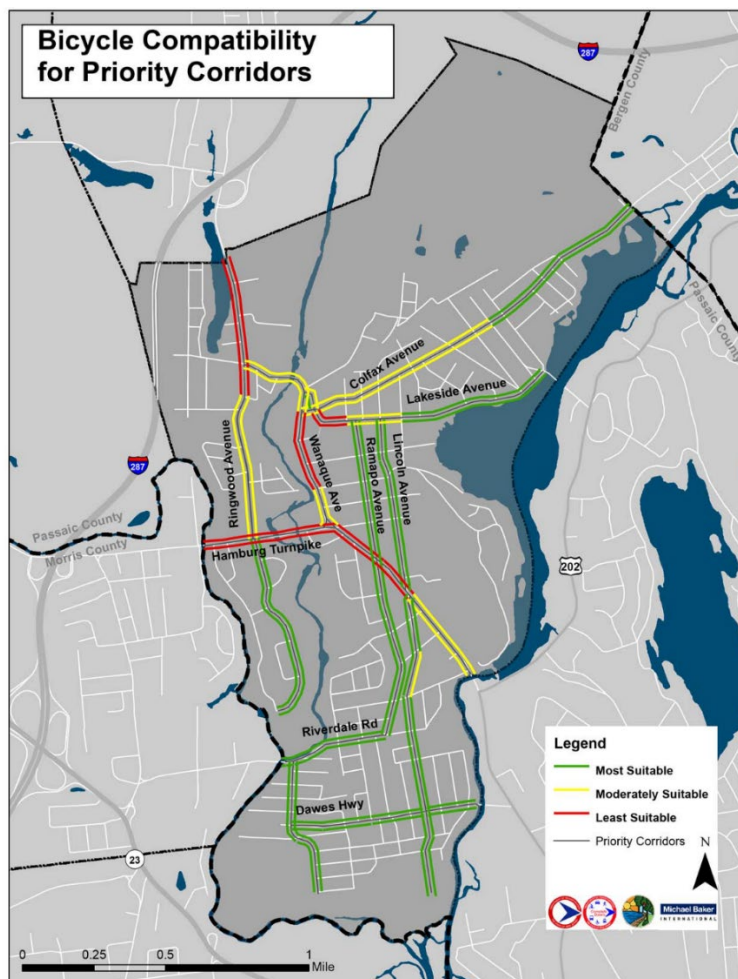 Bicycle Compatibility
for Priority Corridors
287
Bergen County
Passaic County
Colfax Avenue
Lakeside Avenue
Ringwood Avenue
Wanaque Ave
Ramapo Avenue
Lincoln Avenue
287
Passaic County
Morris County
Hamburg Turnpike
202
Riverdale Rd
Dawes Hwy
23
Legend
Most Suitable
Moderately Suitable
Least Suitable
Priority Corridors
N
Michael Baker
INTERNATIONAL
0 0.25 0.5 1
Mile